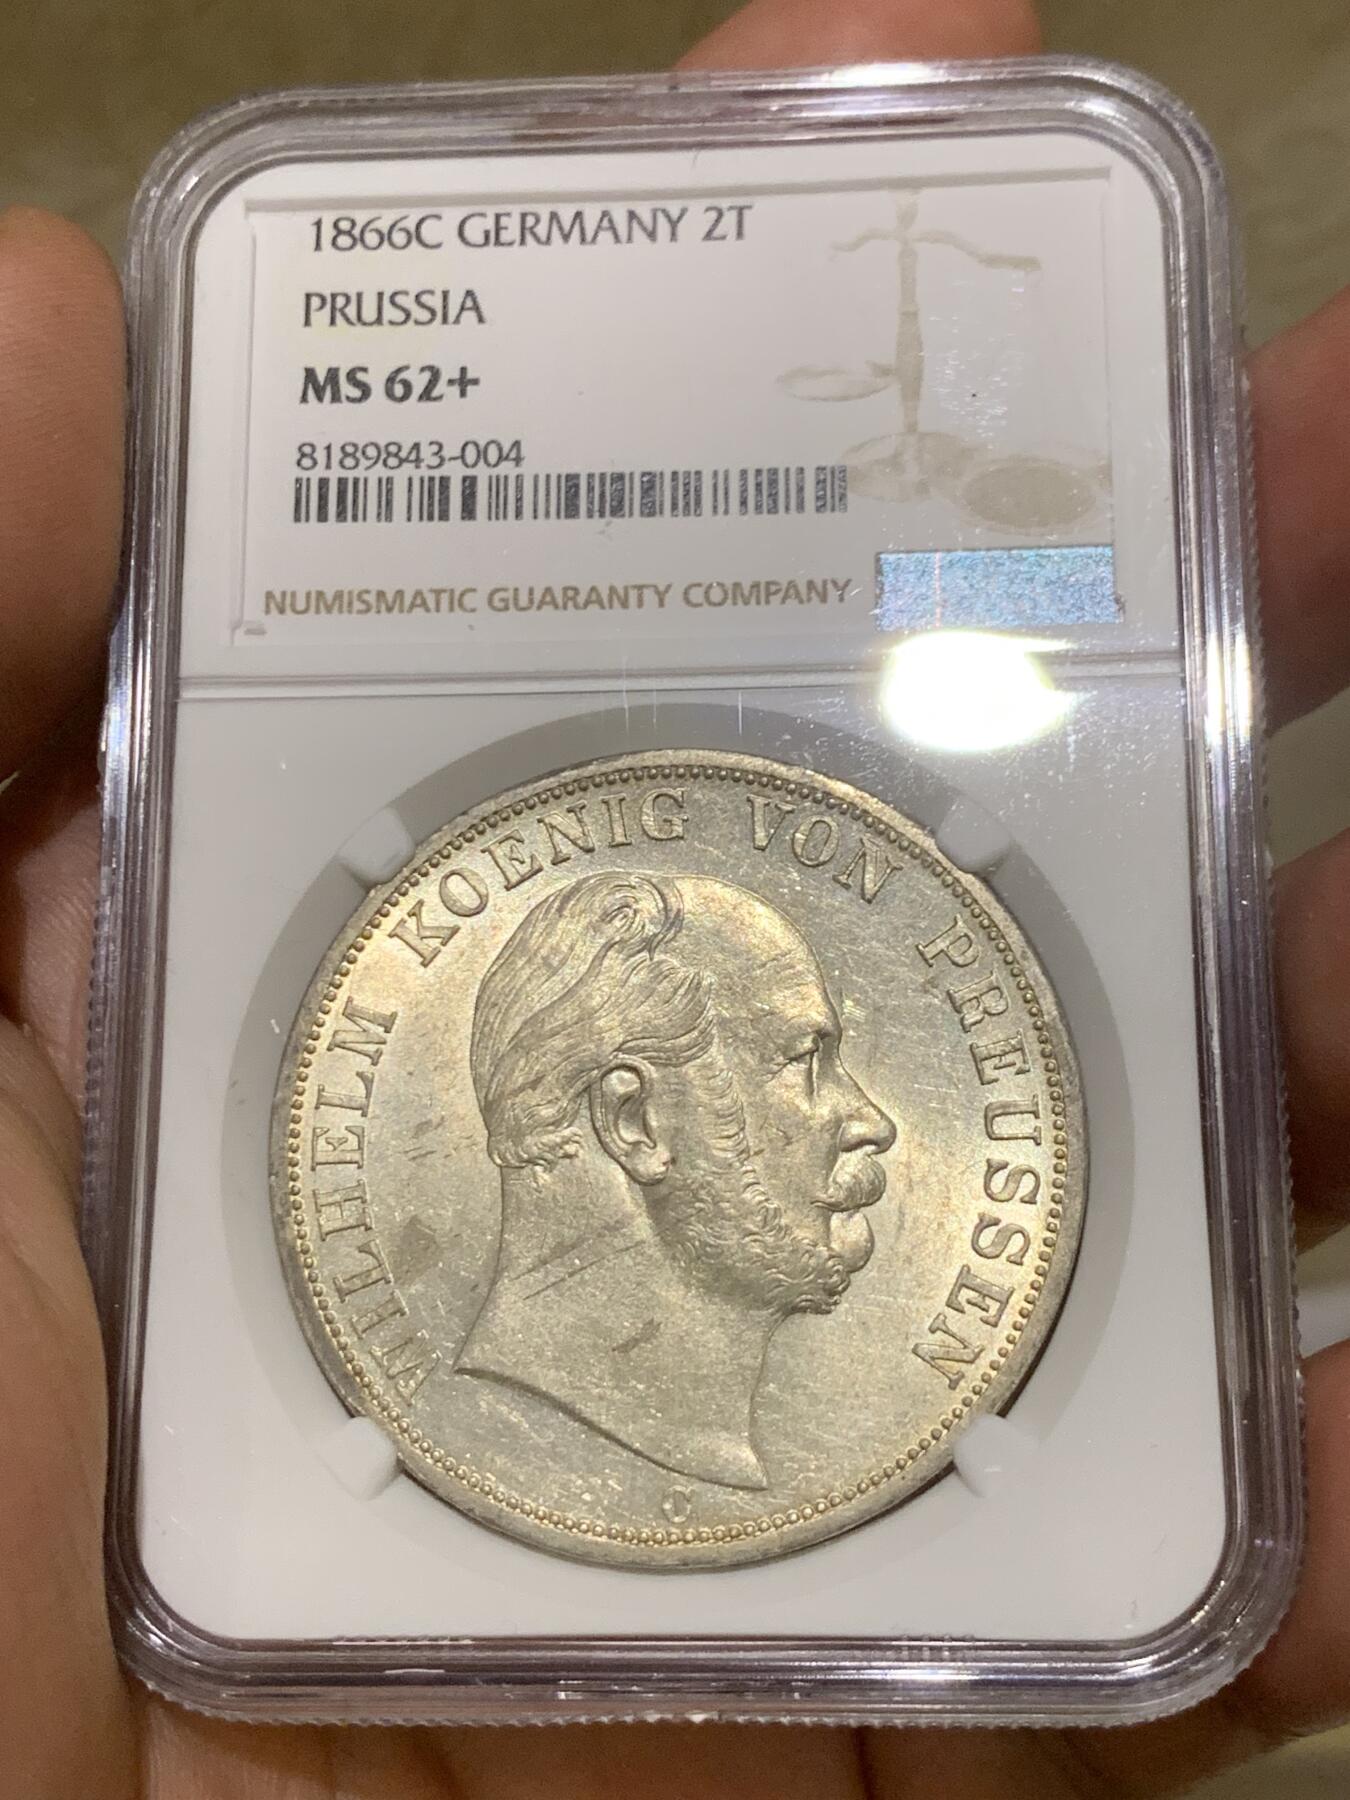 1866C GERMANY 2T
PRUSSIA
MS 62+
8189843-004
NUMISMATIC GUARANTY COMPANY
WILHELM KOENIG VON PREUSSEN
C